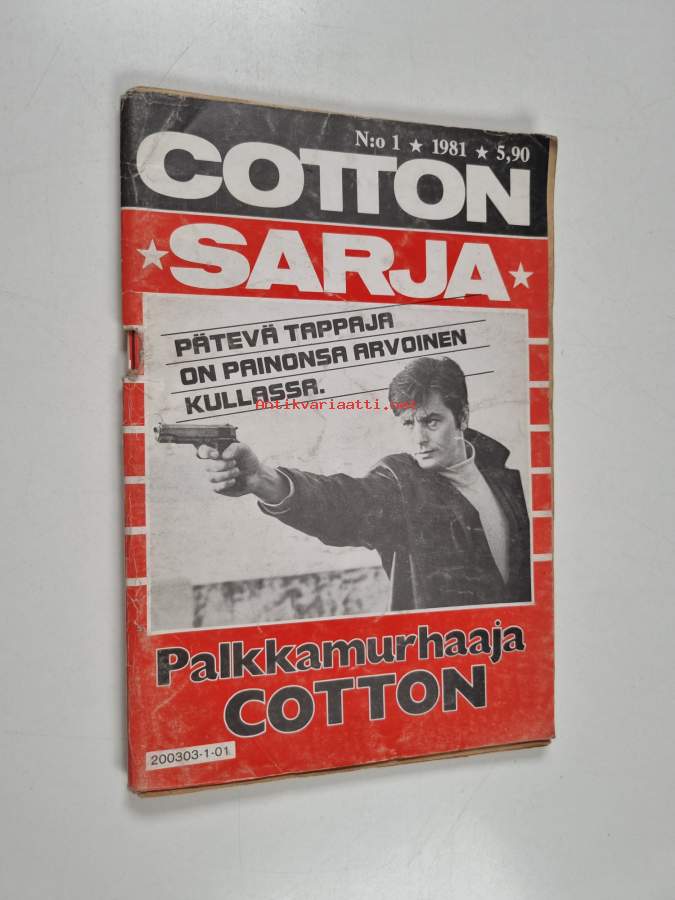 N:o 1 ★ 1981 ★ 5,90
COTTON
★SARJA★
PÄTEVÄ TAPPAJA
ON PAINONSA ARVOINEN
KULLASSA.
Antikvariaatti.net
Palkkamurhaaja
COTTON
200303-1-01